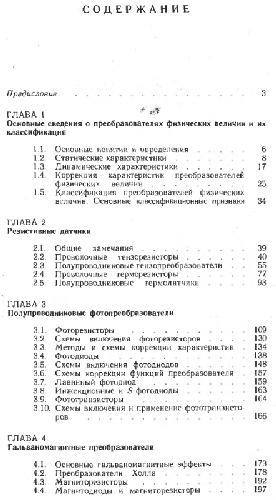 СОДЕРЖАНИЕ
Предисловие 3
ГЛАВА 1
Основные сведения о преобразователях физических величин и их
классификация
1.1. Основные понятия и определения 6
1.2. Статические характеристики 8
1.3. Динамические характеристики 17
1.4. Коррекция характеристик преобразователей
физических величин 25
1.5. Классификация преобразователей физических
величин. Основные классификационные признаки 34
ГЛАВА 2
Резистивные датчики
2.1. Общие замечания 39
2.2. Проволочные тензорезисторы 40
2.3. Полупроводниковые тензопреобразователи 55
2.4. Проволочные терморезисторы 77
2.5. Полупроводниковые термодатчики 93
ГЛАВА 3
Полупроводниковые фотопреобразователи
3.1. Фоторезисторы 109
3.2. Схемы включения фоторезисторов 130
3.3. Методы и схемы коррекции характеристик 134
3.4. Фотодиоды 138
3.5. Схемы включения фотодиодов 148
3.6. Схемы коррекции функций преобразователя 157
3.7. Лавинный фотодиод 159
3.8. Инжекционные и S-фотодиоды 163
3.9. Фототранзисторы 164
3.10. Схемы включения и применение фототранзисто-
ров 166
ГЛАВА 4
Гальваномагнитные преобразователи
4.1. Основные гальваномагнитные эффекты 173
4.2. Преобразователи Холла 178
4.3. Магниторезисторы 192
4.4. Магнитодиоды и магнитотранзисторы 197